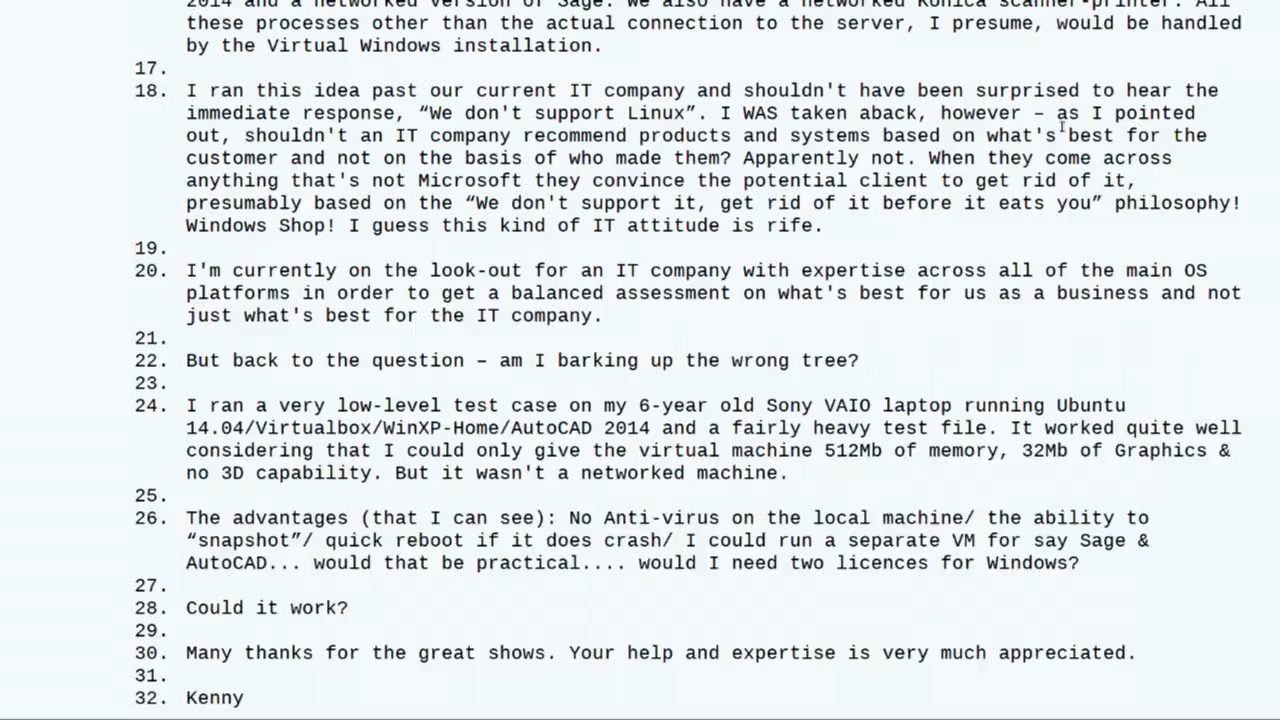 2014 and a networked version of Sage. We also have a networked Konica scanner-printer. All
these processes other than the actual connection to the server, I presume, would be handled
by the Virtual Windows installation.
17.
18. I ran this idea past our current IT company and shouldn't have been surprised to hear the
immediate response, “We don't support Linux”. I WAS taken aback, however – as I pointed
out, shouldn't an IT company recommend products and systems based on what's best for the
customer and not on the basis of who made them? Apparently not. When they come across
anything that's not Microsoft they convince the potential client to get rid of it,
presumably based on the “We don't support it, get rid of it before it eats you” philosophy!
Windows Shop! I guess this kind of IT attitude is rife.
19.
20. I'm currently on the look-out for an IT company with expertise across all of the main OS
platforms in order to get a balanced assessment on what's best for us as a business and not
just what's best for the IT company.
21.
22. But back to the question – am I barking up the wrong tree?
23.
24. I ran a very low-level test case on my 6-year old Sony VAIO laptop running Ubuntu
14.04/Virtualbox/WinXP-Home/AutoCAD 2014 and a fairly heavy test file. It worked quite well
considering that I could only give the virtual machine 512Mb of memory, 32Mb of Graphics &
no 3D capability. But it wasn't a networked machine.
25.
26. The advantages (that I can see): No Anti-virus on the local machine/ the ability to
“snapshot”/ quick reboot if it does crash/ I could run a separate VM for say Sage &
AutoCAD... would that be practical.... would I need two licences for Windows?
27.
28. Could it work?
29.
30. Many thanks for the great shows. Your help and expertise is very much appreciated.
31.
32. Kenny